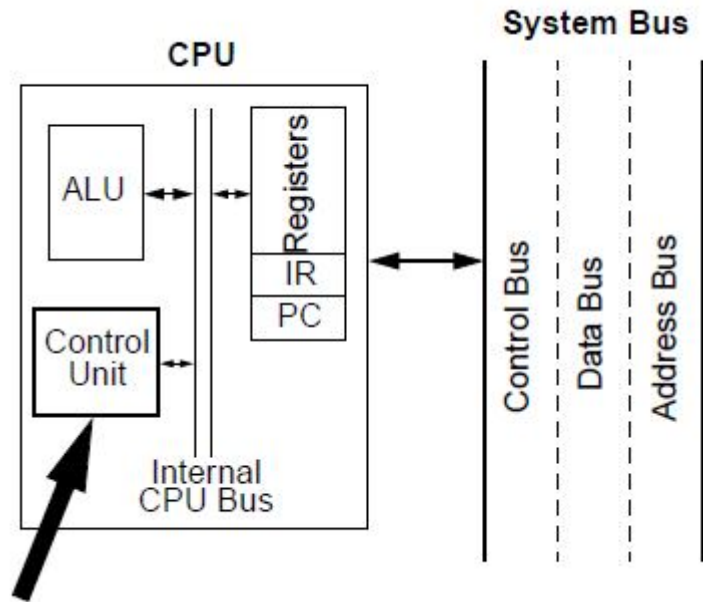 System Bus
CPU
ALU
Registers
IR
PC
Control
Unit
Internal
CPU Bus
Control Bus
Data Bus
Address Bus